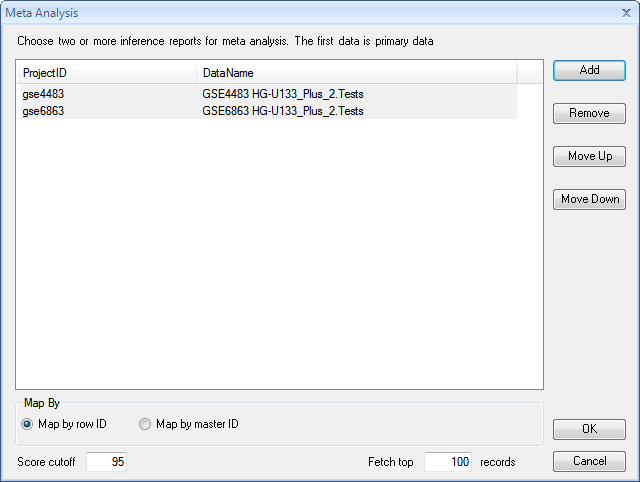 Meta Analysis
Choose two or more inference reports for meta analysis. The first data is primary data
ProjectID DataName
gse4483 GSE4483 HG-U133_Plus_2.Tests
gse6863 GSE6863 HG-U133_Plus_2.Tests
Add
Remove
Move Up
Move Down
Map By
Map by row ID Map by master ID
OK
Score cutoff 95 Fetch top 100 records
Cancel